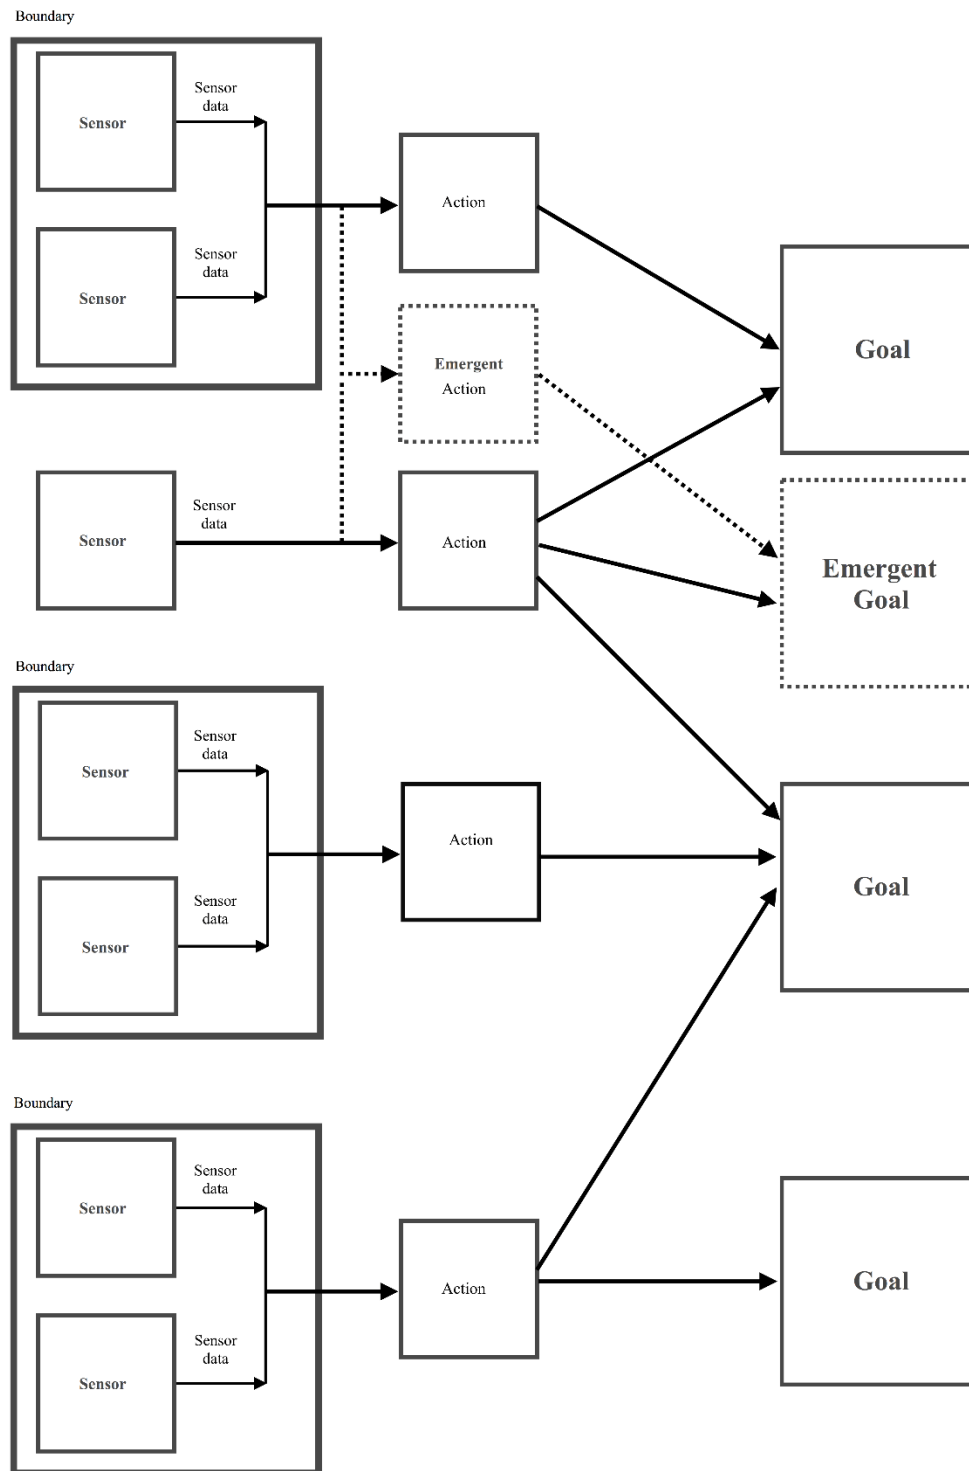 Boundary
Sensor
data
Sensor
Action
Sensor
data
Sensor
Goal
Emergent
Action
Sensor
data
Sensor
Action
Emergent
Goal
Boundary
Sensor
data
Sensor
Action
Goal
Sensor
data
Sensor
Boundary
Sensor
data
Sensor
Action
Goal
Sensor
data
Sensor